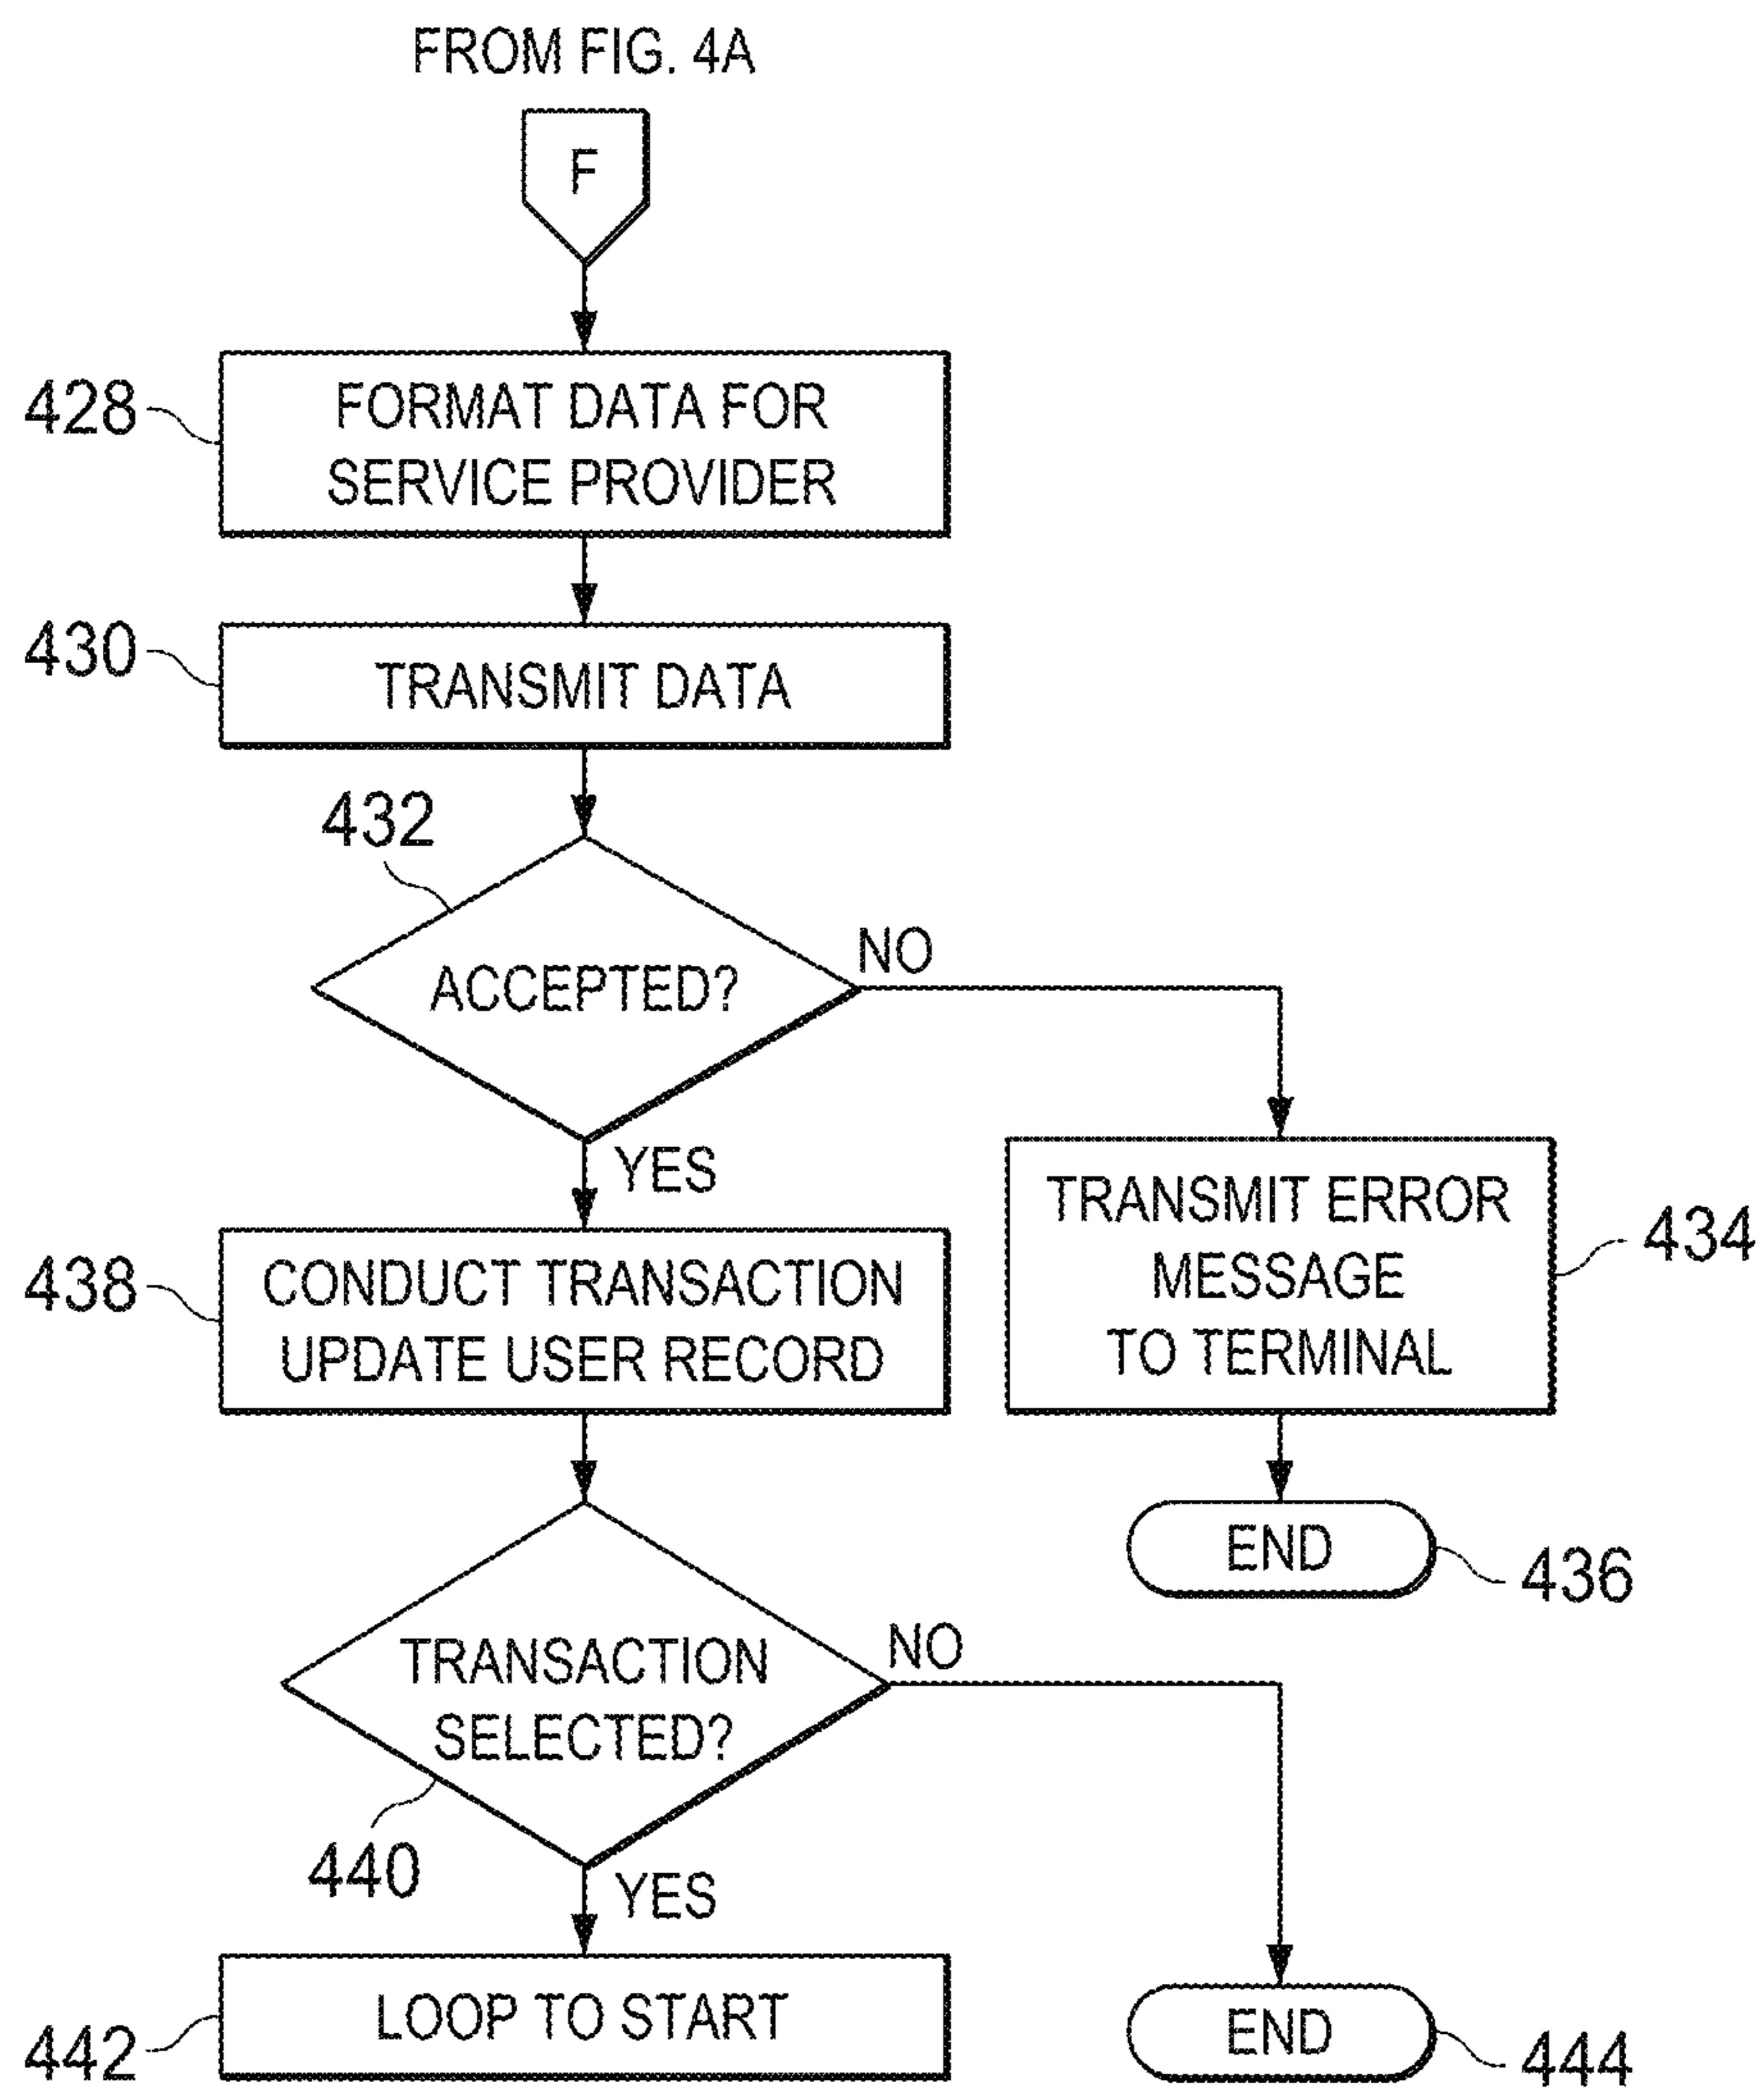 FROM FIG. 4A
F
428
FORMAT DATA FOR
SERVICE PROVIDER
430
TRANSMIT DATA
432
ACCEPTED?
NO
YES
434
TRANSMIT ERROR
MESSAGE
TO TERMINAL
438
CONDUCT TRANSACTION
UPDATE USER RECORD
END
436
TRANSACTION
SELECTED?
NO
440
YES
442
LOOP TO START
END
444